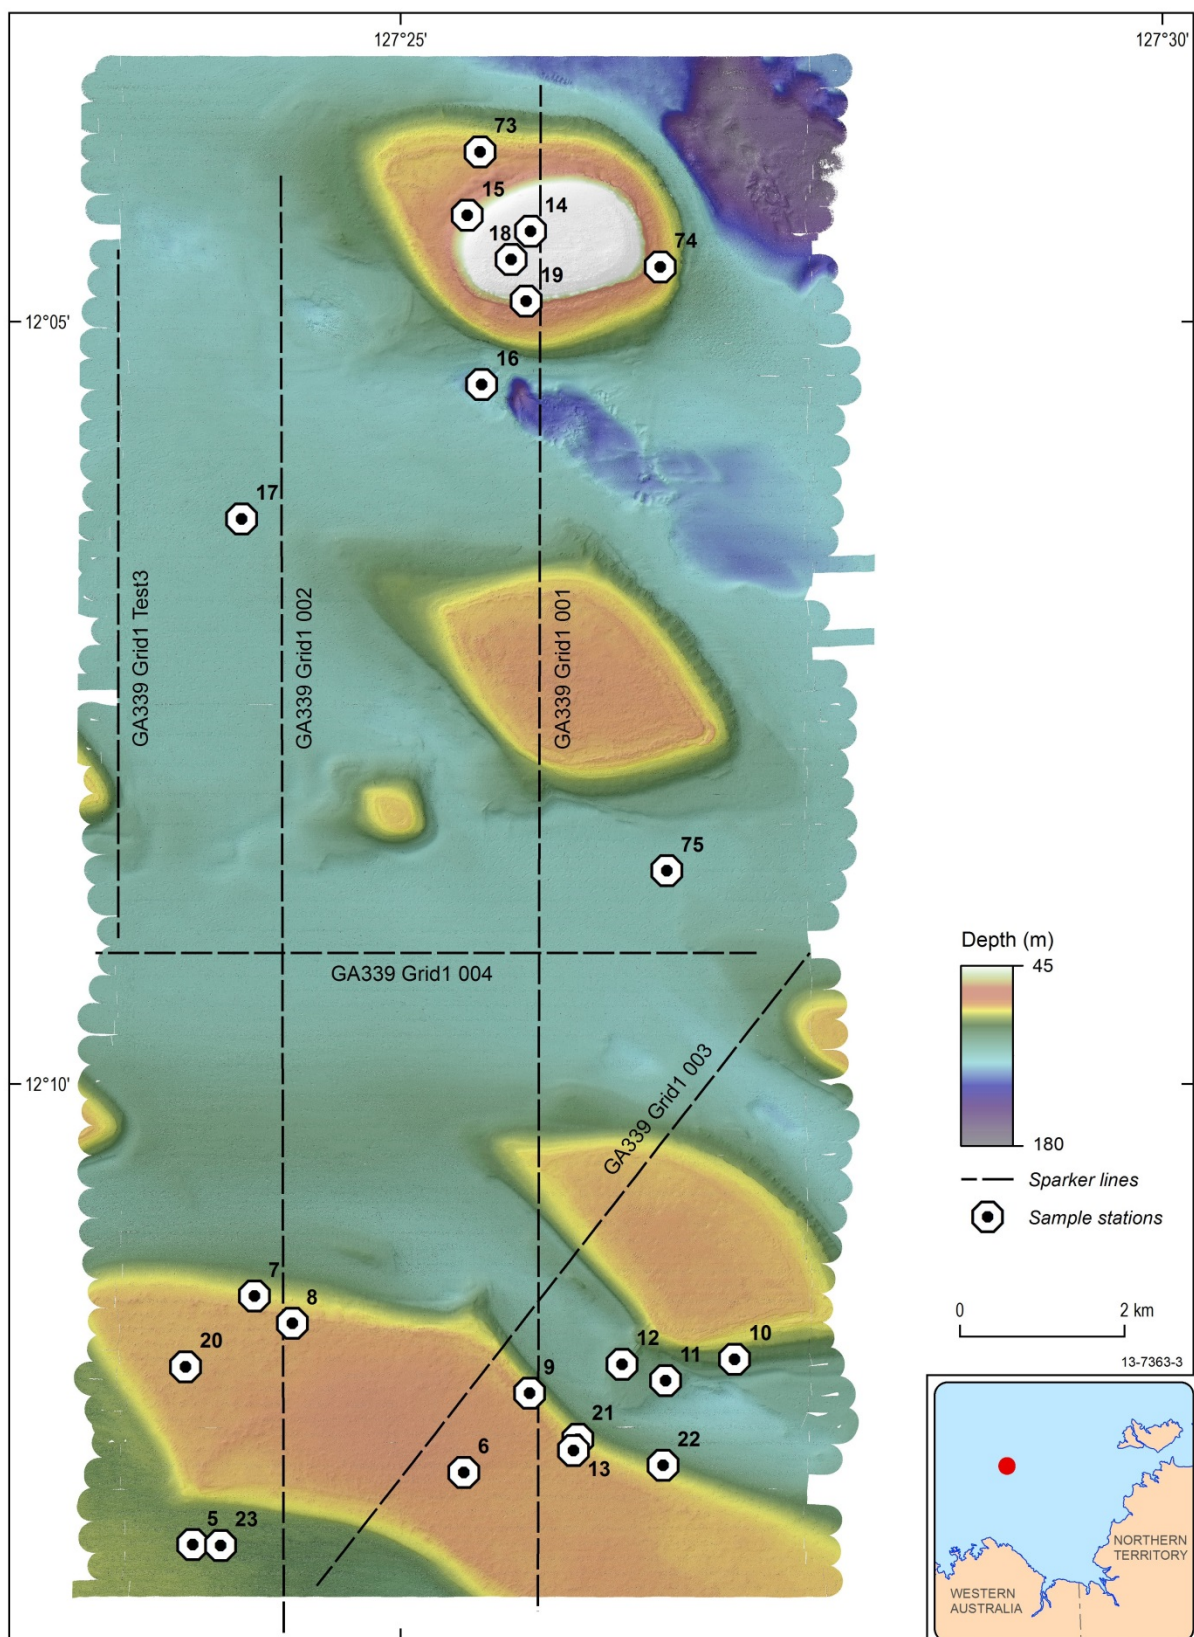 127°25'
127°30'
73
15
14
18
74
19
12°05'
16
17
GA339 Grid1 Test3
GA339 Grid1 002
GA339 Grid1 001
75
Depth (m)
45
180
GA339 Grid1 004
GA339 Grid1 003
12°10'
Sparker lines
Sample stations
7
8
0
2 km
20
12
10
11
13-7363-3
9
21
6
13
22
5
23
NORTHERN
TERRITORY
WESTERN
AUSTRALIA